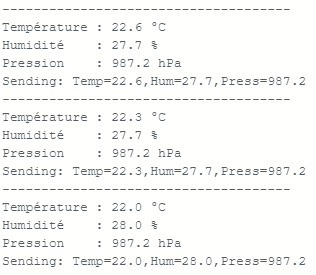 ------------------------------------
Température : 22.6 °C
Humidité    : 27.7 %
Pression    : 987.2 hPa
Sending: Temp=22.6,Hum=27.7,Press=987.2
------------------------------------
Température : 22.3 °C
Humidité    : 27.7 %
Pression    : 987.2 hPa
Sending: Temp=22.3,Hum=27.7,Press=987.2
------------------------------------
Température : 22.0 °C
Humidité    : 28.0 %
Pression    : 987.2 hPa
Sending: Temp=22.0,Hum=28.0,Press=987.2